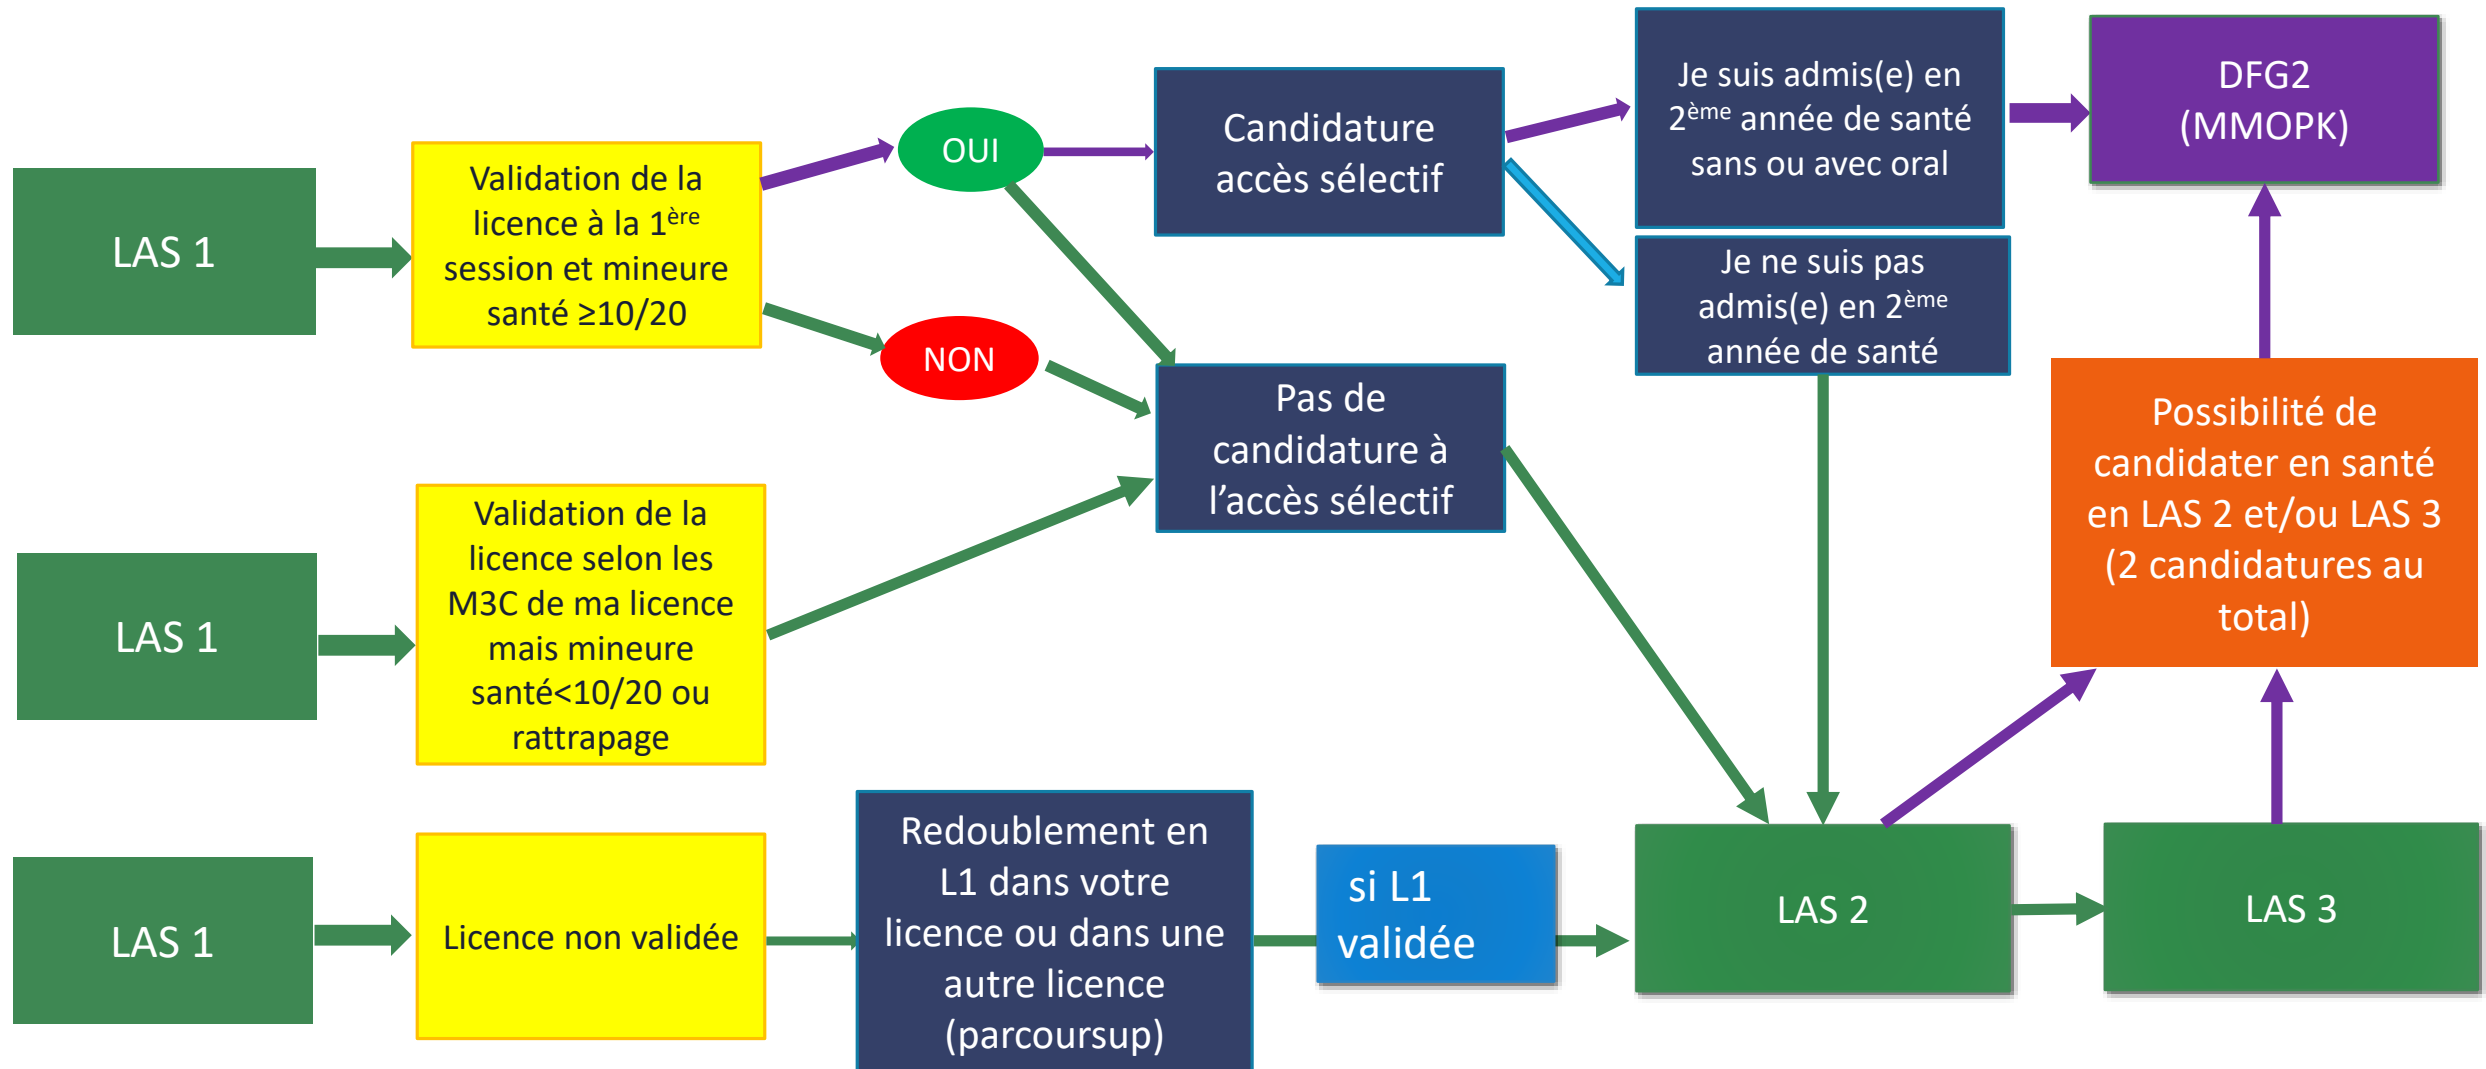 LAS 1
Validation de la
licence à la 1ère
session et mineure
santé ≥10/20
OUI
NON
Candidature
accès sélectif
Je suis admis(e) en
2ème année de santé
sans ou avec oral
DFG2
(MMOPK)
Je ne suis pas
admis(e) en 2ème
année de santé
Pas de
candidature à
l’accès sélectif
Possibilité de
candidater en santé
en LAS 2 et/ou LAS 3
(2 candidatures au
total)
LAS 1
Validation de la
licence selon les
M3C de ma licence
mais mineure
santé<10/20 ou
rattrapage
LAS 1
Licence non validée
Redoublement en
L1 dans votre
licence ou dans une
autre licence
(parcoursup)
si L1
validée
LAS 2
LAS 3